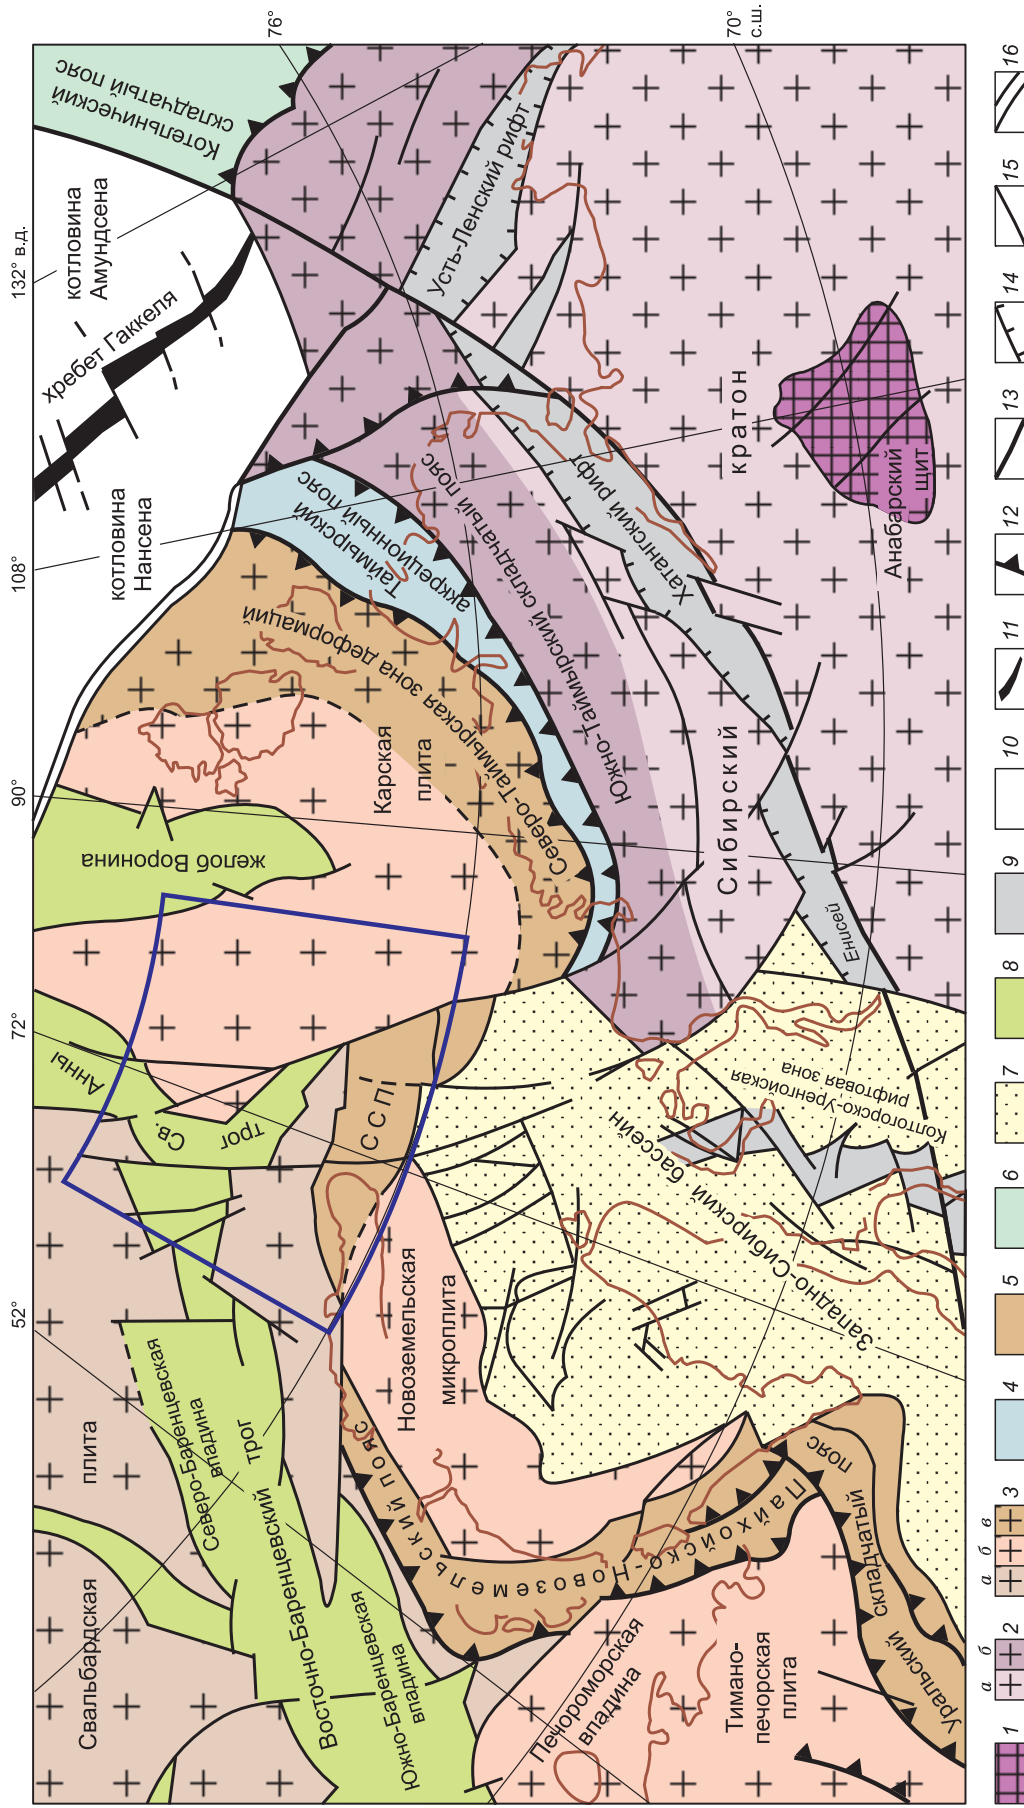 76°
70°
с.ш.
132° в.д.
108°
90°
72°
52°
Котельнический
складчатый пояс
котловина
Амундсена
хребет Гаккеля
котловина
Нансена
Усть-Ленский рифт
кратон
Анабарский
щит
Таймырский
аккреционный пояс
Южно-Таймырский складчатый пояс
Хатангский рифт
Северо-Таймырская зона деформаций
Карская
плита
Сибирский
желоб Воронина
Енисей
Св.
Анны
трог
ССП
Колтогорско-Уренгойская
рифтовая зона
Западно-Сибирский бассейн
Новоземельская
микроплита
Свальбардская
плита
Северо-Баренцевская
впадина
Восточно-Баренцевский
трог
Южно-Баренцевская
впадина
Пайхойско-Новоземельский пояс
Печороморская
впадина
Тимано-
печорская
плита
Уральский
складчатый
пояс
1
а б 2
а б в 3
4
5
6
7
8
9
10
11
12
13
14
15
16